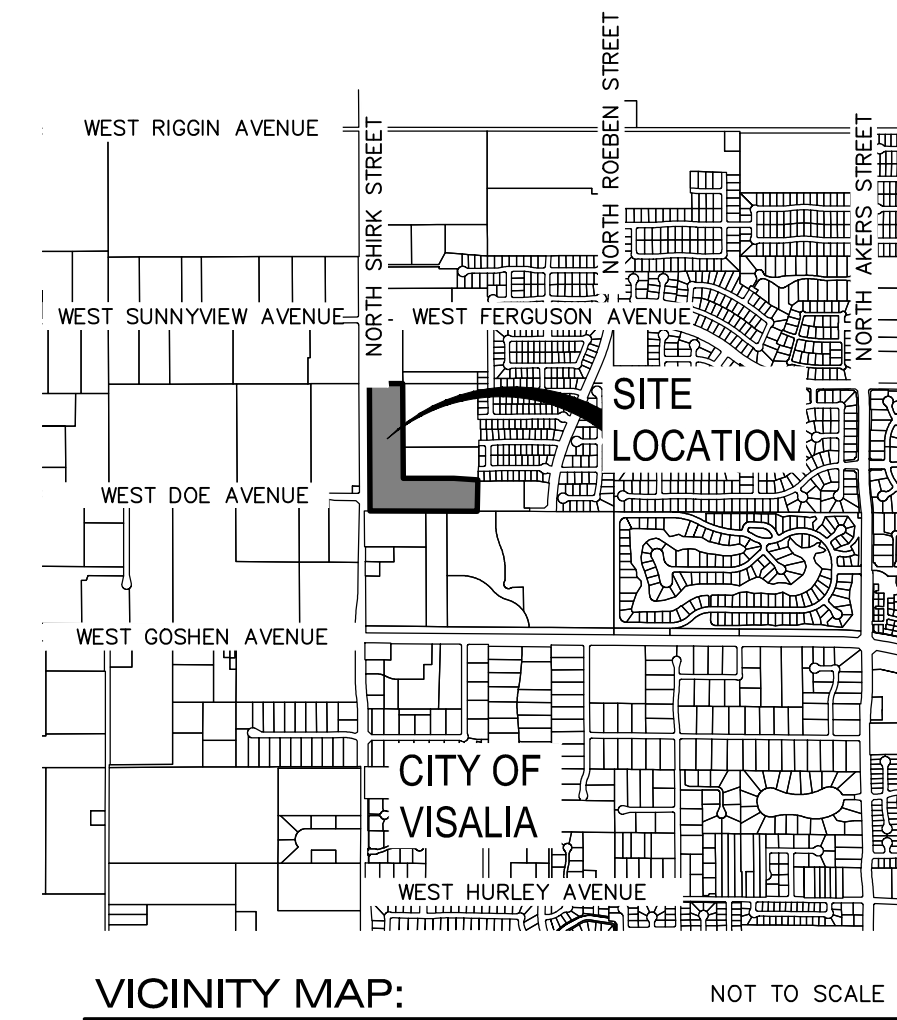 NORTH ROEBEN STREET
WEST RIGGIN AVENUE
NORTH SHIRK STREET
NORTH AKERS STREET
WEST SUNNYVIEW AVENUE
WEST FERGUSON AVENUE
SITE
LOCATION
WEST DOE AVENUE
WEST GOSHEN AVENUE
CITY OF
VISALIA
WEST HURLEY AVENUE
VICINITY MAP:
NOT TO SCALE